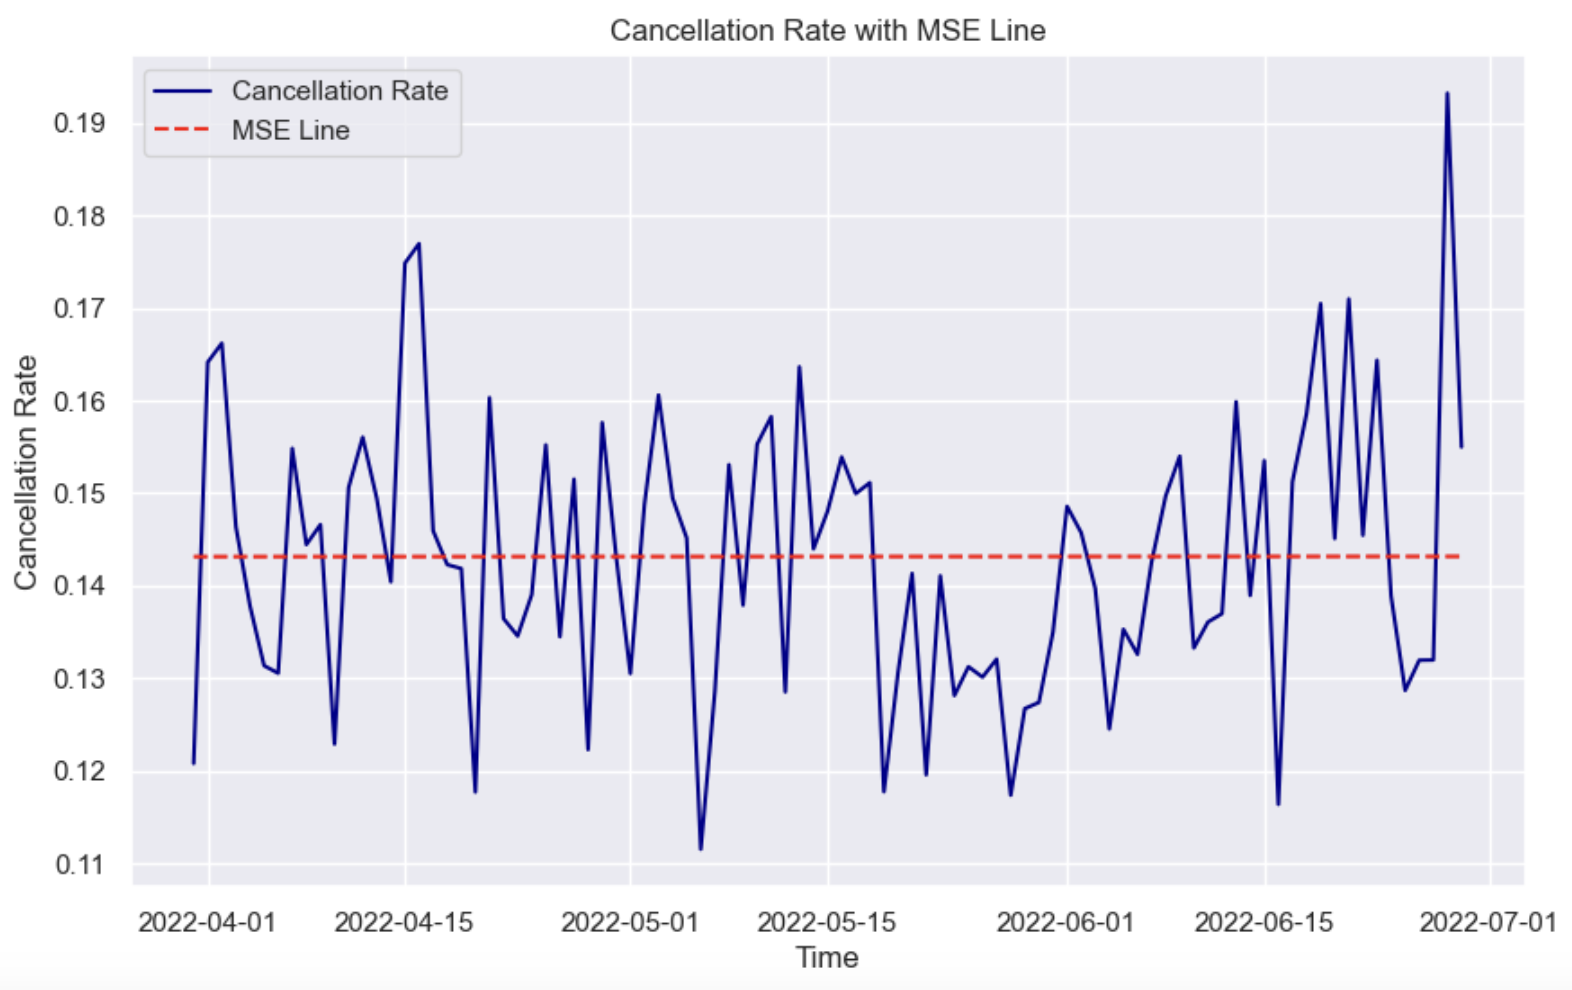 Cancellation Rate with MSE Line
Cancellation Rate
MSE Line
Cancellation Rate
0.19
0.18
0.17
0.16
0.15
0.14
0.13
0.12
0.11
2022-04-01 2022-04-15 2022-05-01 2022-05-15 2022-06-01 2022-06-15 2022-07-01
Time